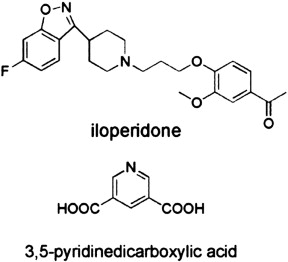 O
N
F
N
O
O
O
iloperidone
N
HOOC
COOH
3,5-pyridinedicarboxylic acid